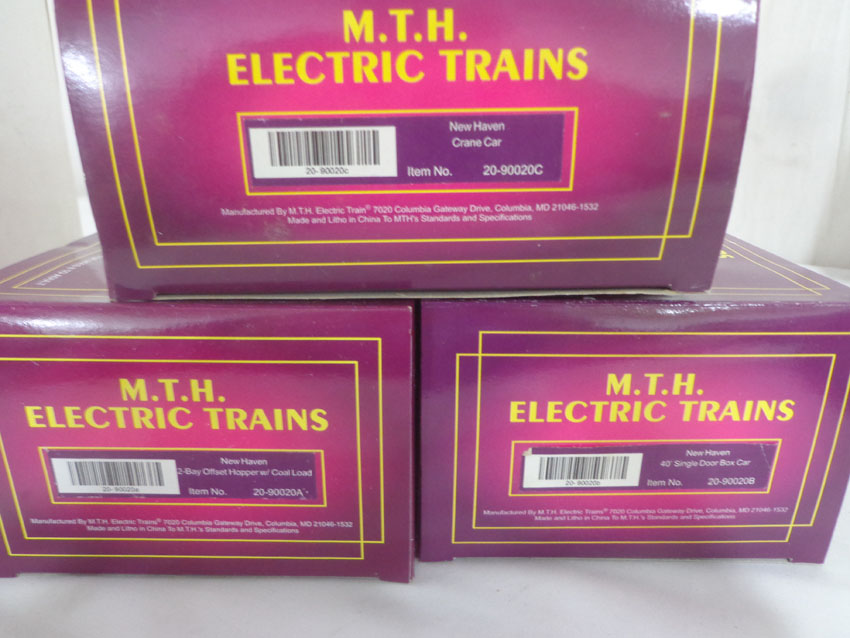 M.T.H.
ELECTRIC TRAINS
New Haven
Crane Car
20-90020c
Item No. 20-90020C
Manufactured By M.T.H. Electric Train® 7020 Columbia Gateway Drive, Columbia, MD 21046-1532
Made and Litho in China To MTH's Standards and Specifications
M.T.H.
ELECTRIC TRAINS
New Haven
2-Bay Offset Hopper w/ Coal Load
20-90020a
Item No. 20-90020A
Manufactured By M.T.H. Electric Trains® 7020 Columbia Gateway Drive, Columbia, MD 21046-1532
Made and Litho in China To M.T.H.'s Standards and Specifications
M.T.H.
ELECTRIC TRAINS
New Haven
40' Single Door Box Car
20-90020b
Item No. 20-90020B
Manufactured By M.T.H. Electric Trains® 7020 Columbia Gateway Drive, Columbia, MD 21046-1532
Made and Litho in China To M.T.H.'s Standards and Specifications